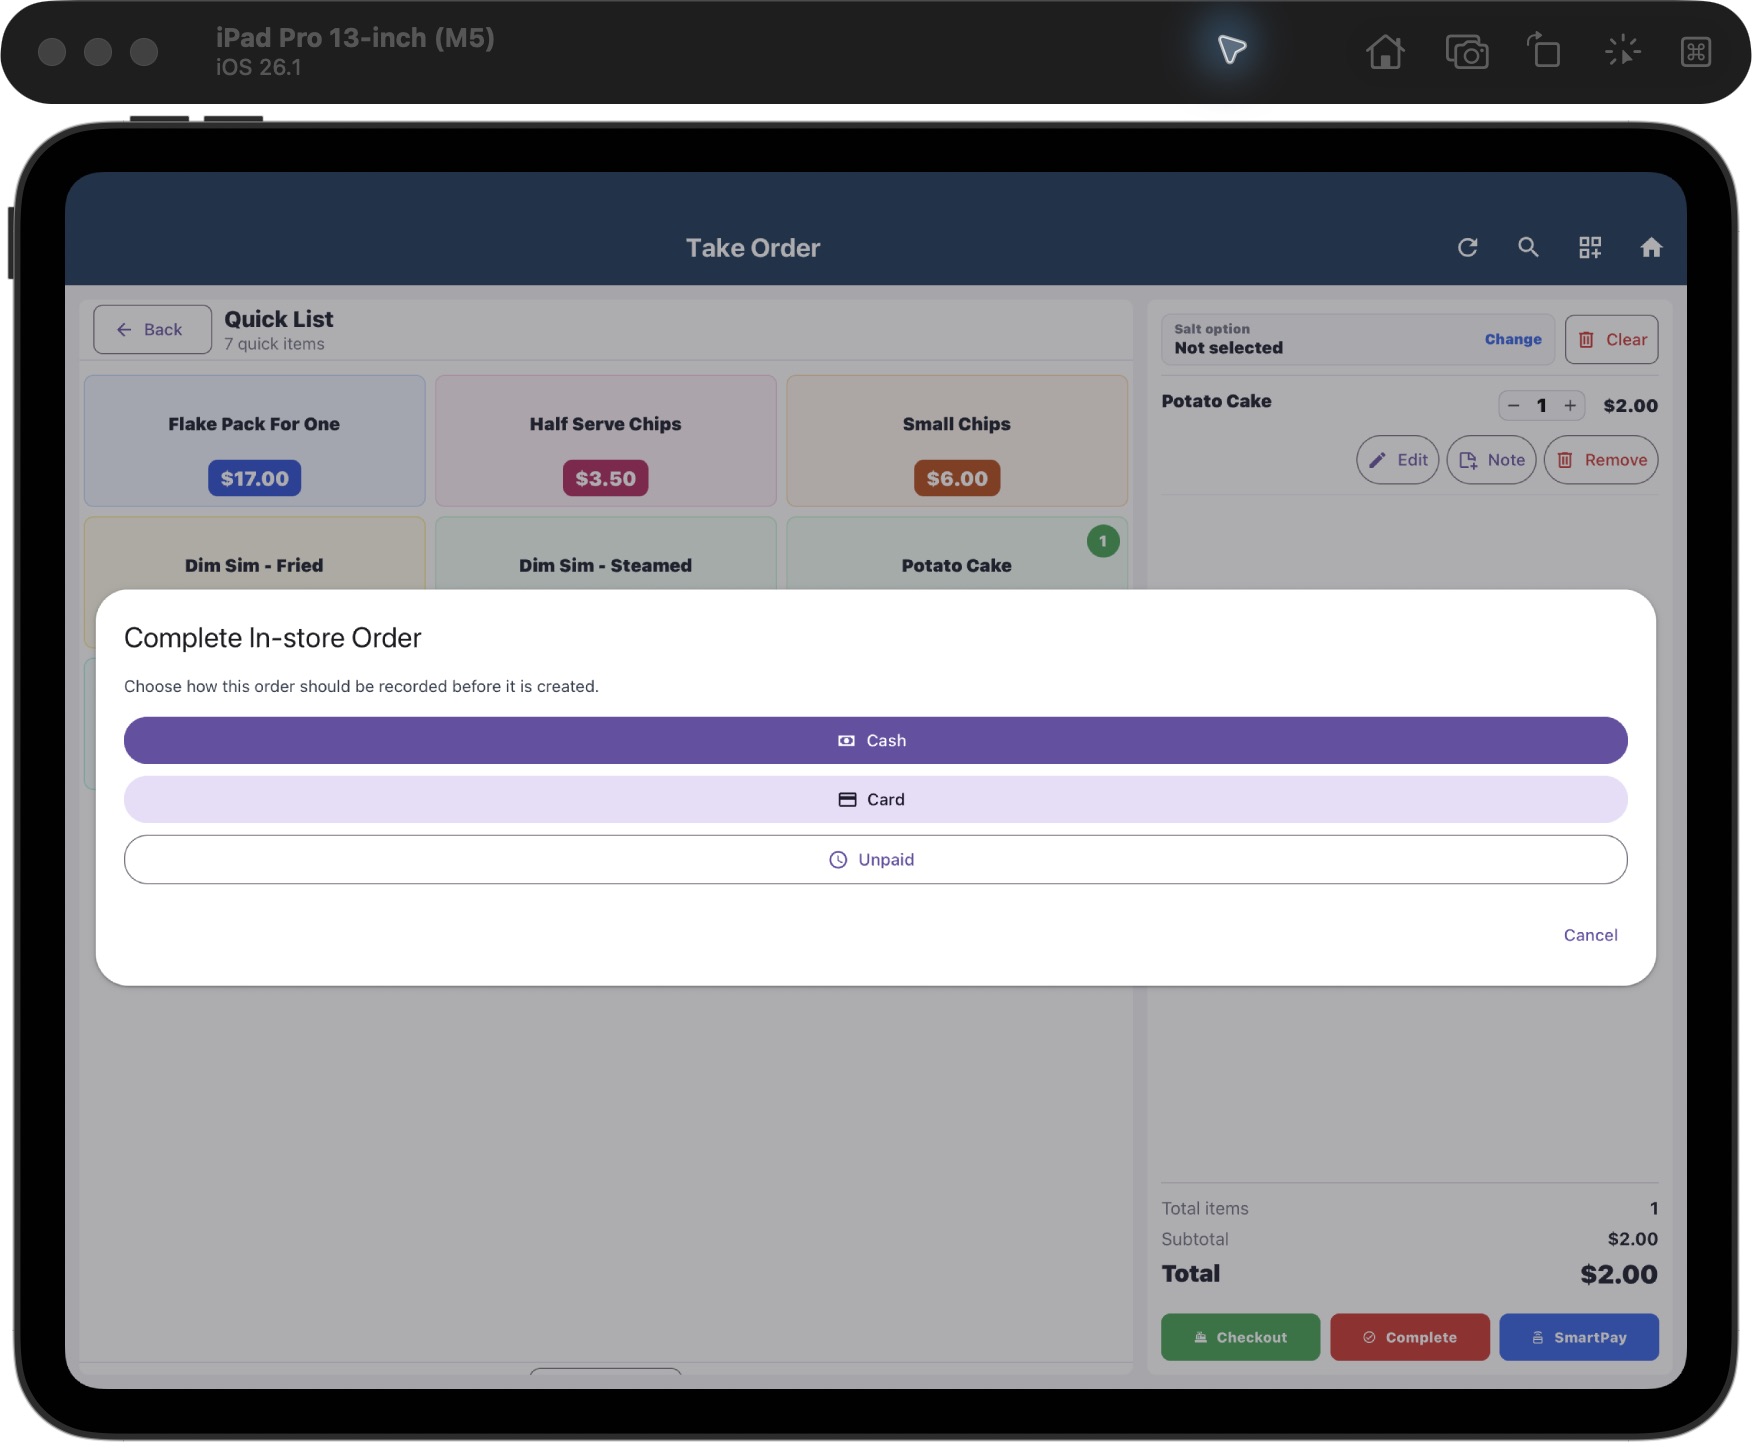 iPad Pro 13-inch (M5)
iOS 26.1
Take Order
Back
Quick List
7 quick items
Flake Pack For One
$17.00
Half Serve Chips
$3.50
Small Chips
$6.00
Dim Sim - Fried
Dim Sim - Steamed
Potato Cake
1
Salt option
Not selected
Change
Clear
Potato Cake
− 1 + $2.00
Edit
Note
Remove
Complete In-store Order
Choose how this order should be recorded before it is created.
Cash
Card
Unpaid
Cancel
Total items 1
Subtotal $2.00
Total $2.00
Checkout
Complete
SmartPay